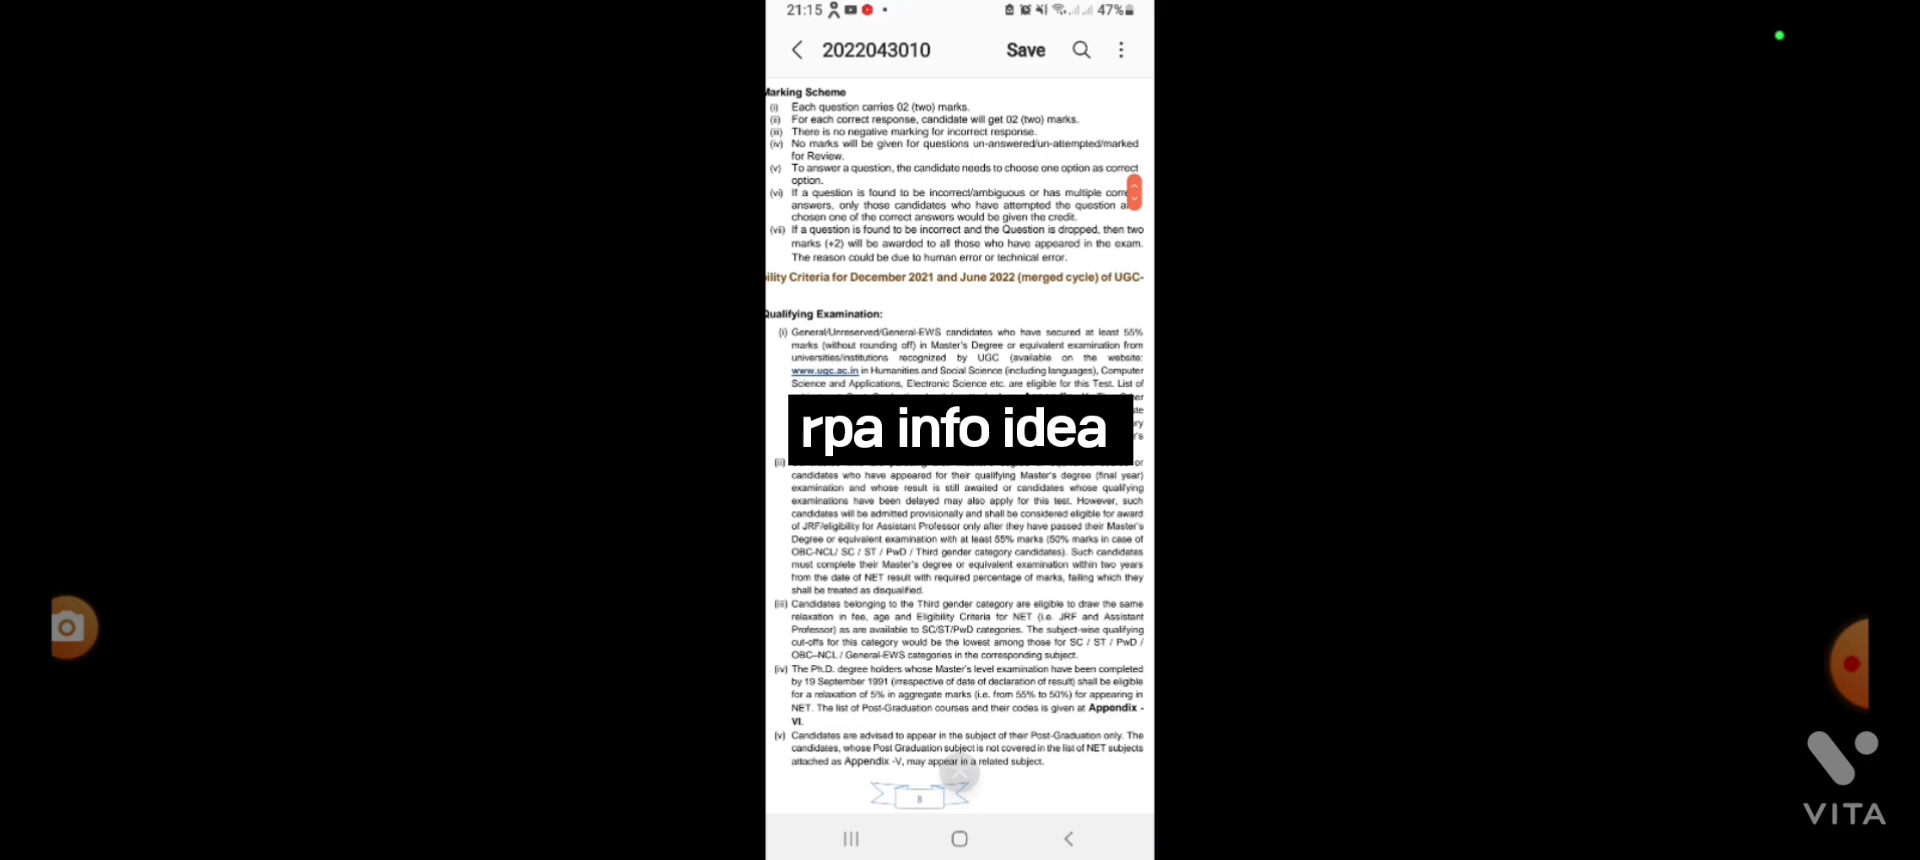 21:15
47%
2022043010
Save
Marking Scheme
(i) Each question carries 02 (two) marks.
(ii) For each correct response, candidate will get 02 (two) marks.
(iii) There is no negative marking for incorrect response.
(iv) No marks will be given for questions un-answered/un-attempted/marked
for Review.
(v) To answer a question, the candidate needs to choose one option as correct
option.
(vi) If a question is found to be incorrect/ambiguous or has multiple corre
answers, only those candidates who have attempted the question a
chosen one of the correct answers would be given the credit.
(vii) If a question is found to be incorrect and the Question is dropped, then two
marks (+2) will be awarded to all those who have appeared in the exam.
The reason could be due to human error or technical error.
ility Criteria for December 2021 and June 2022 (merged cycle) of UGC-
Qualifying Examination:
(i) General/Unreserved/General-EWS candidates who have secured at least 55%
marks (without rounding off) in Master's Degree or equivalent examination from
universities/institutions recognized by UGC (available on the website:
www.ugc.ac.in in Humanities and Social Science (including languages), Computer
Science and Applications, Electronic Science etc. are eligible for this Test. List of
rpa info idea
(ii) or
candidates who have appeared for their qualifying Master's degree (final year)
examination and whose result is still awaited or candidates whose qualifying
examinations have been delayed may also apply for this test. However, such
candidates will be admitted provisionally and shall be considered eligible for award
of JRF/eligibility for Assistant Professor only after they have passed their Master's
Degree or equivalent examination with at least 55% marks (50% marks in case of
OBC-NCL/ SC / ST / PwD / Third gender category candidates). Such candidates
must complete their Master's degree or equivalent examination within two years
from the date of NET result with required percentage of marks, failing which they
shall be treated as disqualified.
(iii) Candidates belonging to the Third gender category are eligible to draw the same
relaxation in fee, age and Eligibility Criteria for NET (i.e. JRF and Assistant
Professor) as are available to SC/ST/PwD categories. The subject-wise qualifying
cut-offs for this category would be the lowest among those for SC / ST / PwD /
OBC–NCL / General-EWS categories in the corresponding subject.
(iv) The Ph.D. degree holders whose Master's level examination have been completed
by 19 September 1991 (irrespective of date of declaration of result) shall be eligible
for a relaxation of 5% in aggregate marks (i.e. from 55% to 50%) for appearing in
NET. The list of Post-Graduation courses and their codes is given at Appendix -
VI.
(v) Candidates are advised to appear in the subject of their Post-Graduation only. The
candidates, whose Post Graduation subject is not covered in the list of NET subjects
attached as Appendix -V, may appear in a related subject.
8
VITA